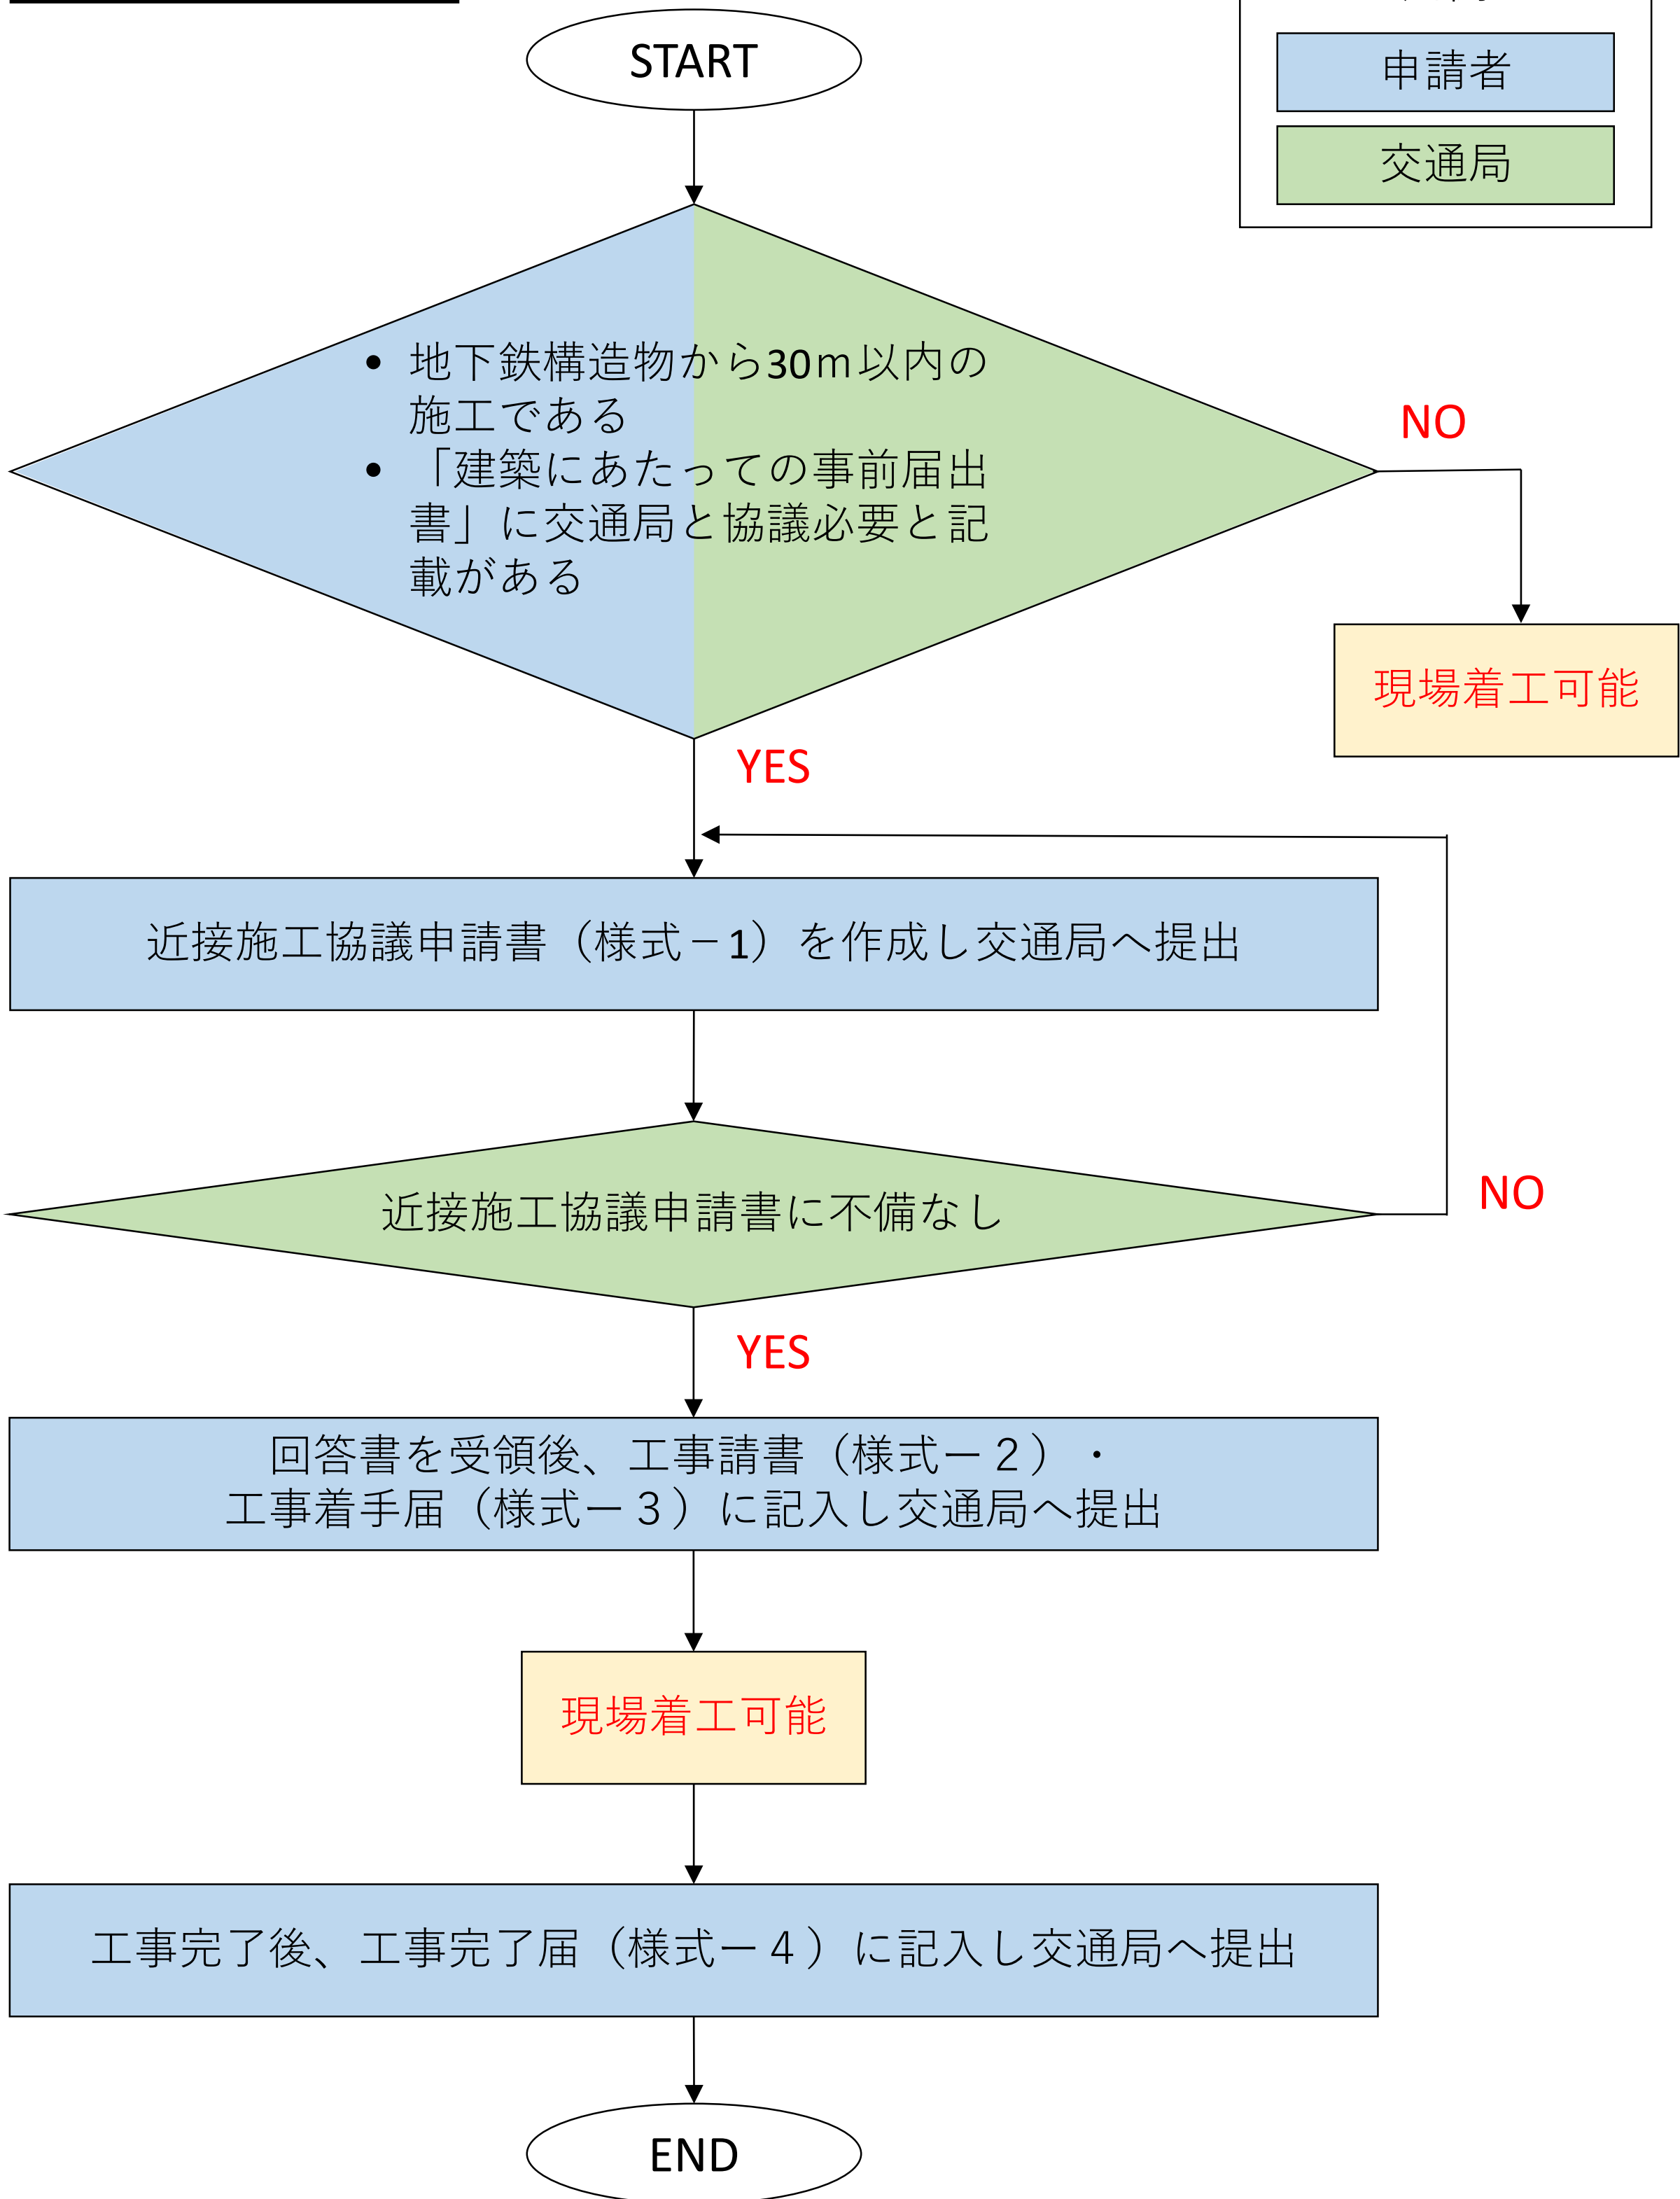 START
申請者
交通局
• 地下鉄構造物から30ｍ以内の
施工である
• 「建築にあたっての事前届出
書」に交通局と協議必要と記
載がある
NO
現場着工可能
YES
近接施工協議申請書（様式－1）を作成し交通局へ提出
近接施工協議申請書に不備なし
NO
YES
回答書を受領後、工事請書（様式ー２）・
工事着手届（様式ー３）に記入し交通局へ提出
現場着工可能
工事完了後、工事完了届（様式ー４）に記入し交通局へ提出
END